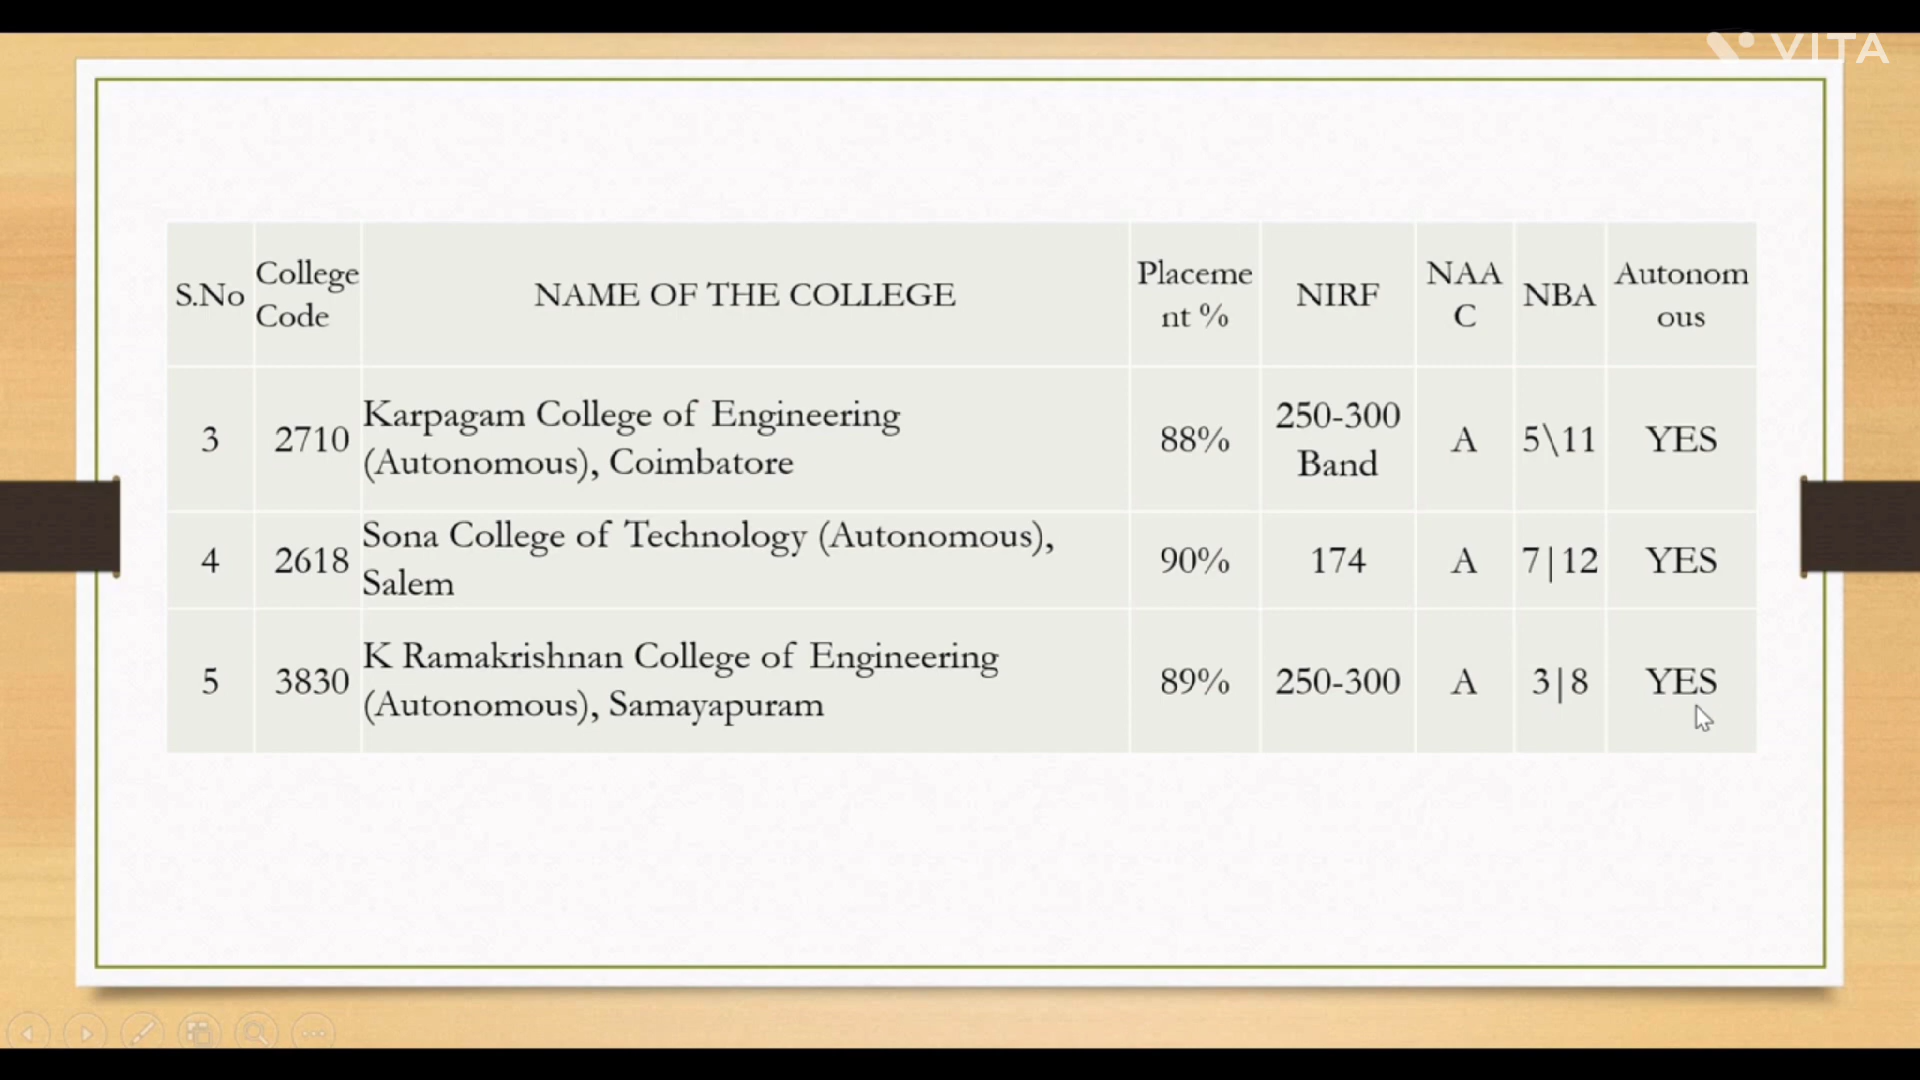 VITA
S.No College Code NAME OF THE COLLEGE Placeme nt % NIRF NAA C NBA Autonom ous
3 2710 Karpagam College of Engineering (Autonomous), Coimbatore 88% 250-300 Band A 5\11 YES
4 2618 Sona College of Technology (Autonomous), Salem 90% 174 A 7|12 YES
5 3830 K Ramakrishnan College of Engineering (Autonomous), Samayapuram 89% 250-300 A 3|8 YES